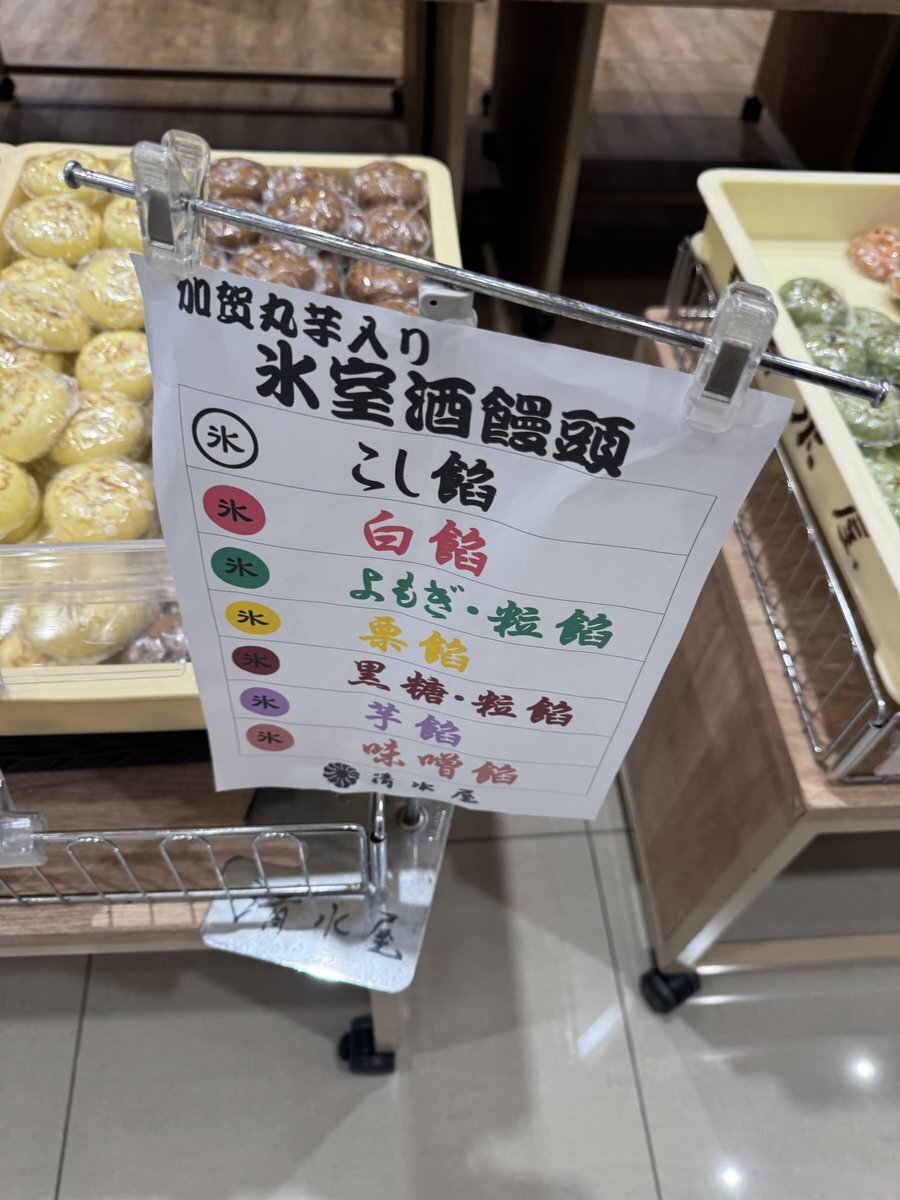 加賀丸芋入り
氷室酒饅頭
氷 こし餡
氷 白餡
氷 よもぎ・粒餡
氷 栗餡
氷 黒糖・粒餡
氷 芋餡
氷 味噌餡
清水屋
清水屋